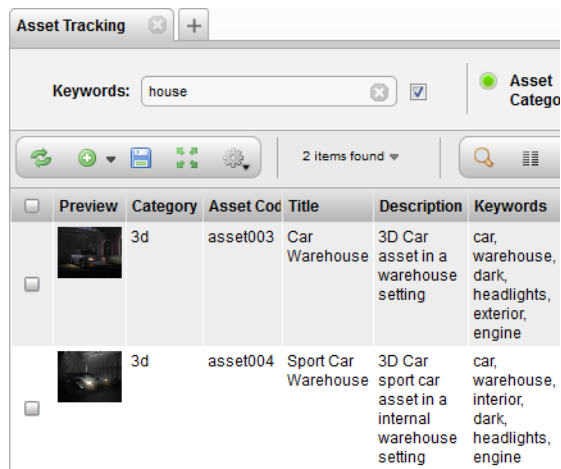 Asset Tracking
Keywords: house
Asset
Catego
2 items found
Preview Category Asset Cod Title Description Keywords
3d asset003 Car 3D Car car,
Warehouse asset in a warehouse,
warehouse dark,
setting headlights,
exterior,
engine
3d asset004 Sport Car 3D Car car,
Warehouse sport car warehouse,
asset in a interior,
internal dark,
warehouse headlights,
setting engine